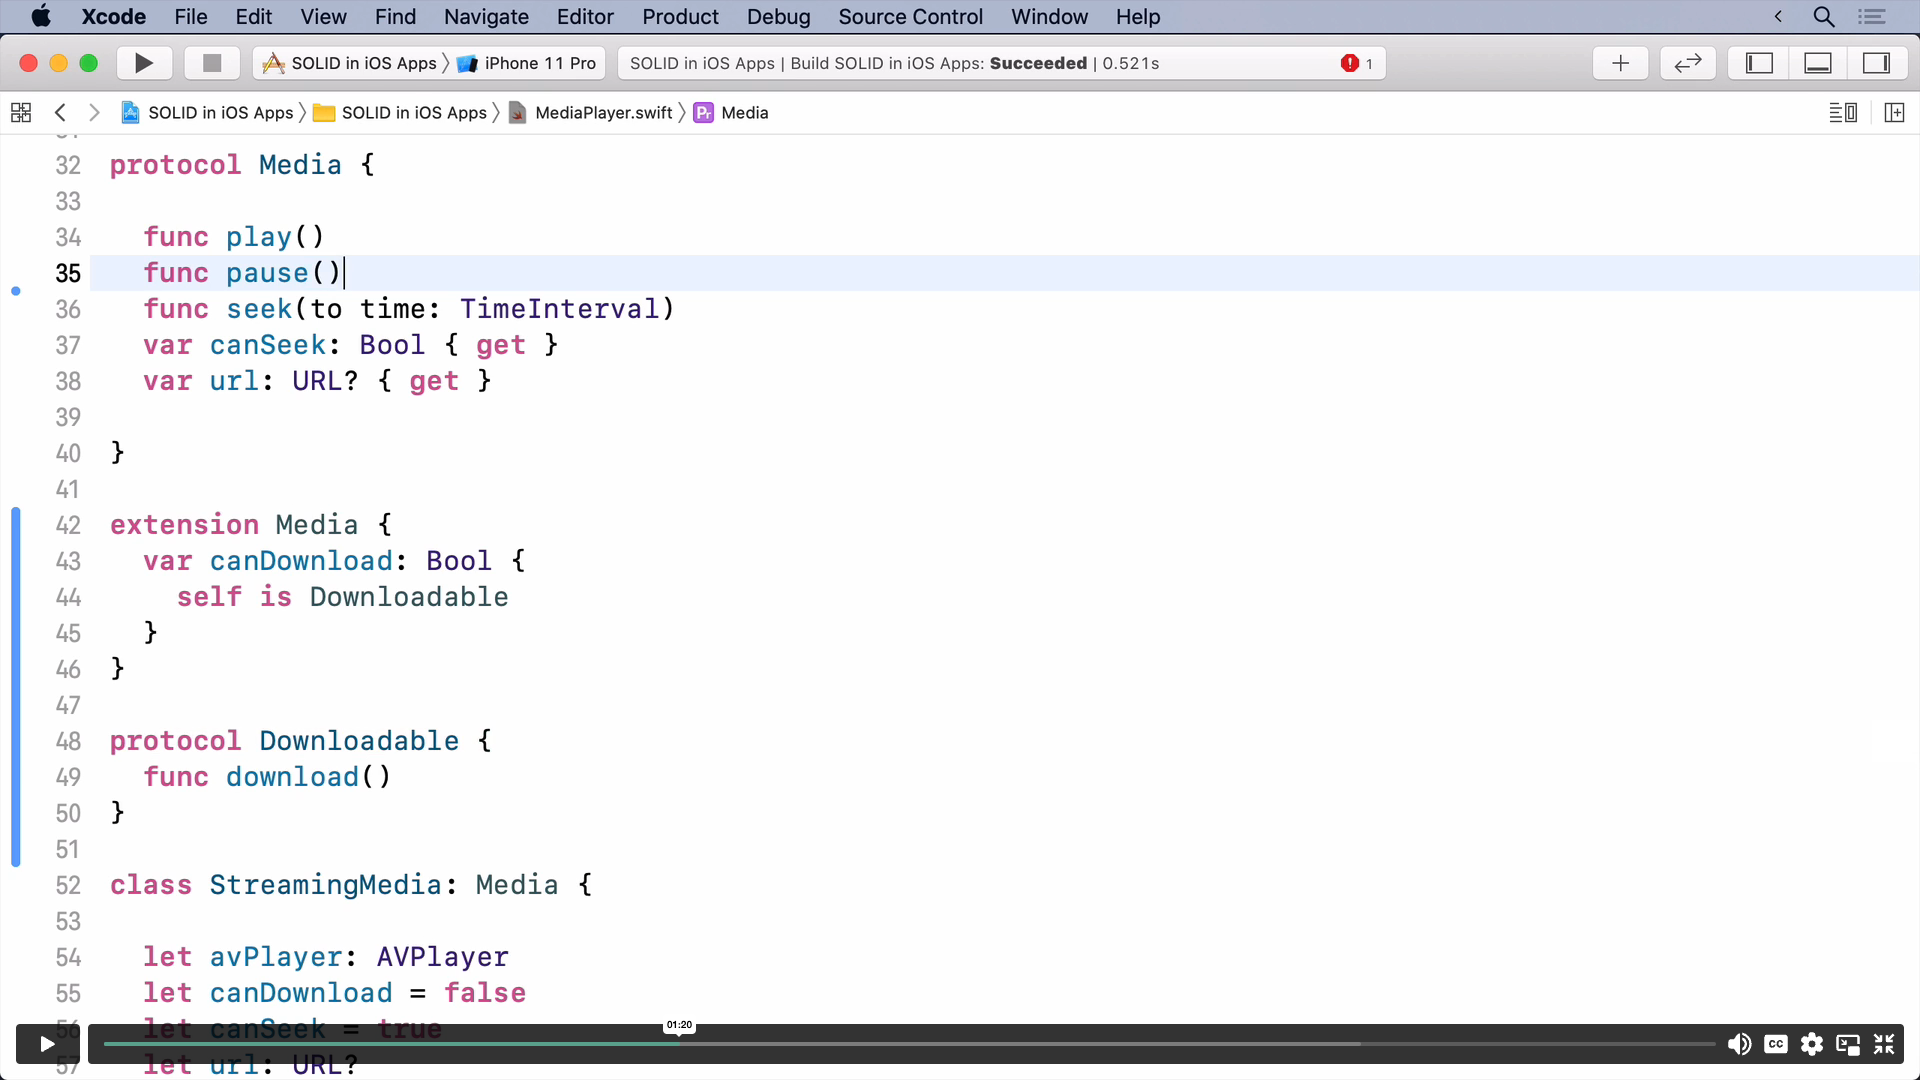 Xcode File Edit View Find Navigate Editor Product Debug Source Control Window Help
SOLID in iOS Apps iPhone 11 Pro SOLID in iOS Apps | Build SOLID in iOS Apps: Succeeded | 0.521s 1
SOLID in iOS Apps SOLID in iOS Apps MediaPlayer.swift Pr Media
32 protocol Media {
33
34 func play()
35 func pause()
36 func seek(to time: TimeInterval)
37 var canSeek: Bool { get }
38 var url: URL? { get }
39
40 }
41
42 extension Media {
43 var canDownload: Bool {
44 self is Downloadable
45 }
46 }
47
48 protocol Downloadable {
49 func download()
50 }
51
52 class StreamingMedia: Media {
53
54 let avPlayer: AVPlayer
55 let canDownload = false
56 let canSeek = true
01:20
CC
57 let url: URL?